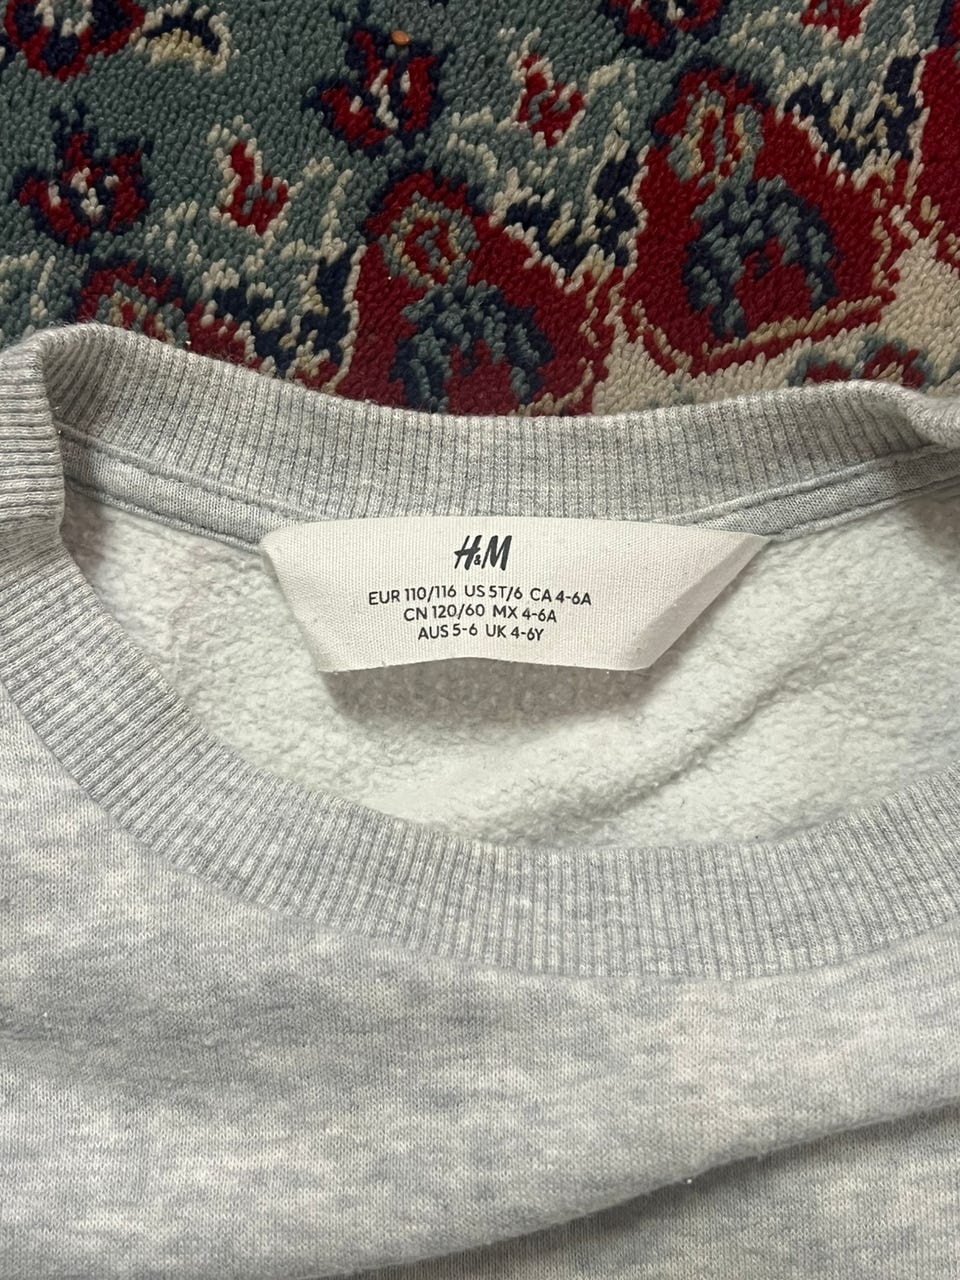 H&M
EUR 110/116 US 5T/6 CA 4-6A
CN 120/60 MX 4-6A
AUS 5-6 UK 4-6Y